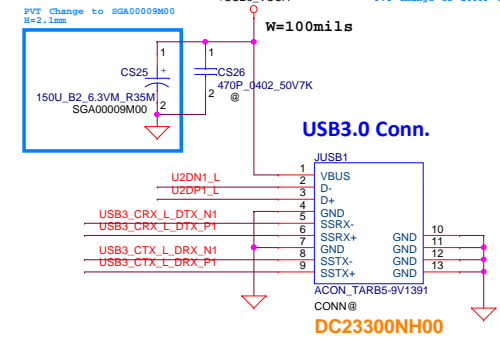 PVT Change to SGA00009M00
H=2.1mm
W=100mils
1
1
+
CS25
CS26
150U_B2_6.3VM_R35M
470P_0402_50V7K
2
2
@
SGA00009M00
USB3.0 Conn.
JUSB1
1
VBUS
U2DN1_L
2
D-
U2DP1_L
3
D+
4
GND
USB3_CRX_L_DTX_N1
5
SSRX-
USB3_CRX_L_DTX_P1
6
SSRX+
GND
10
7
GND
GND
11
USB3_CTX_L_DRX_N1
8
SSTX-
GND
12
USB3_CTX_L_DRX_P1
9
SSTX+
GND
13
ACON_TARB5-9V1391
CONN@
DC23300NH00